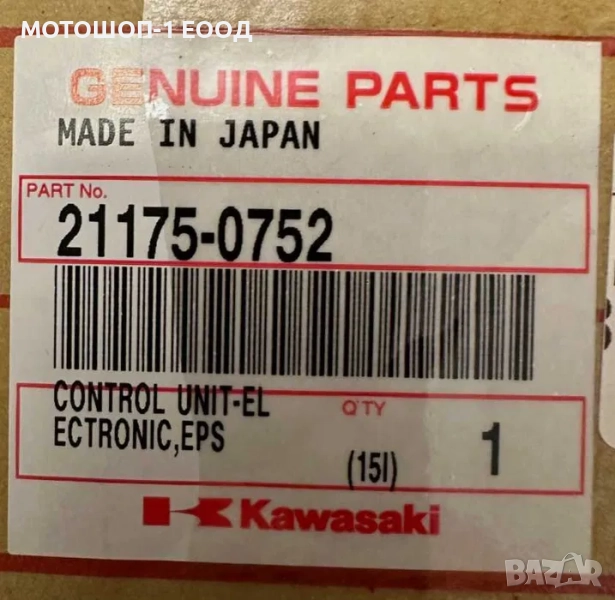 МОТОШОП-1 ЕООД
GENUINE PARTS
MADE IN JAPAN
PART No.
21175-0752
CONTROL UNIT-EL
ECTRONIC,EPS
Q'TY
(15I)
1
Kawasaki
BAZAR